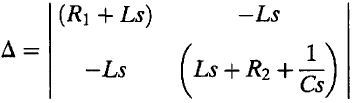 Δ = | (R₁ + Ls) −Ls |
| −Ls (Ls + R₂ + 1/Cs) |